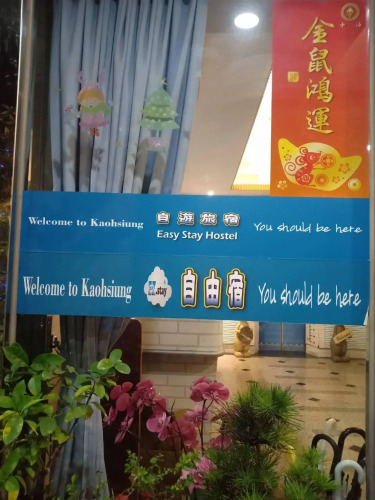 金鼠鴻運
Welcome to Kaohsiung 自遊旅宿 You should be here
Easy Stay Hostel
Welcome to Kaohsiung stay 自由宿 You should be here